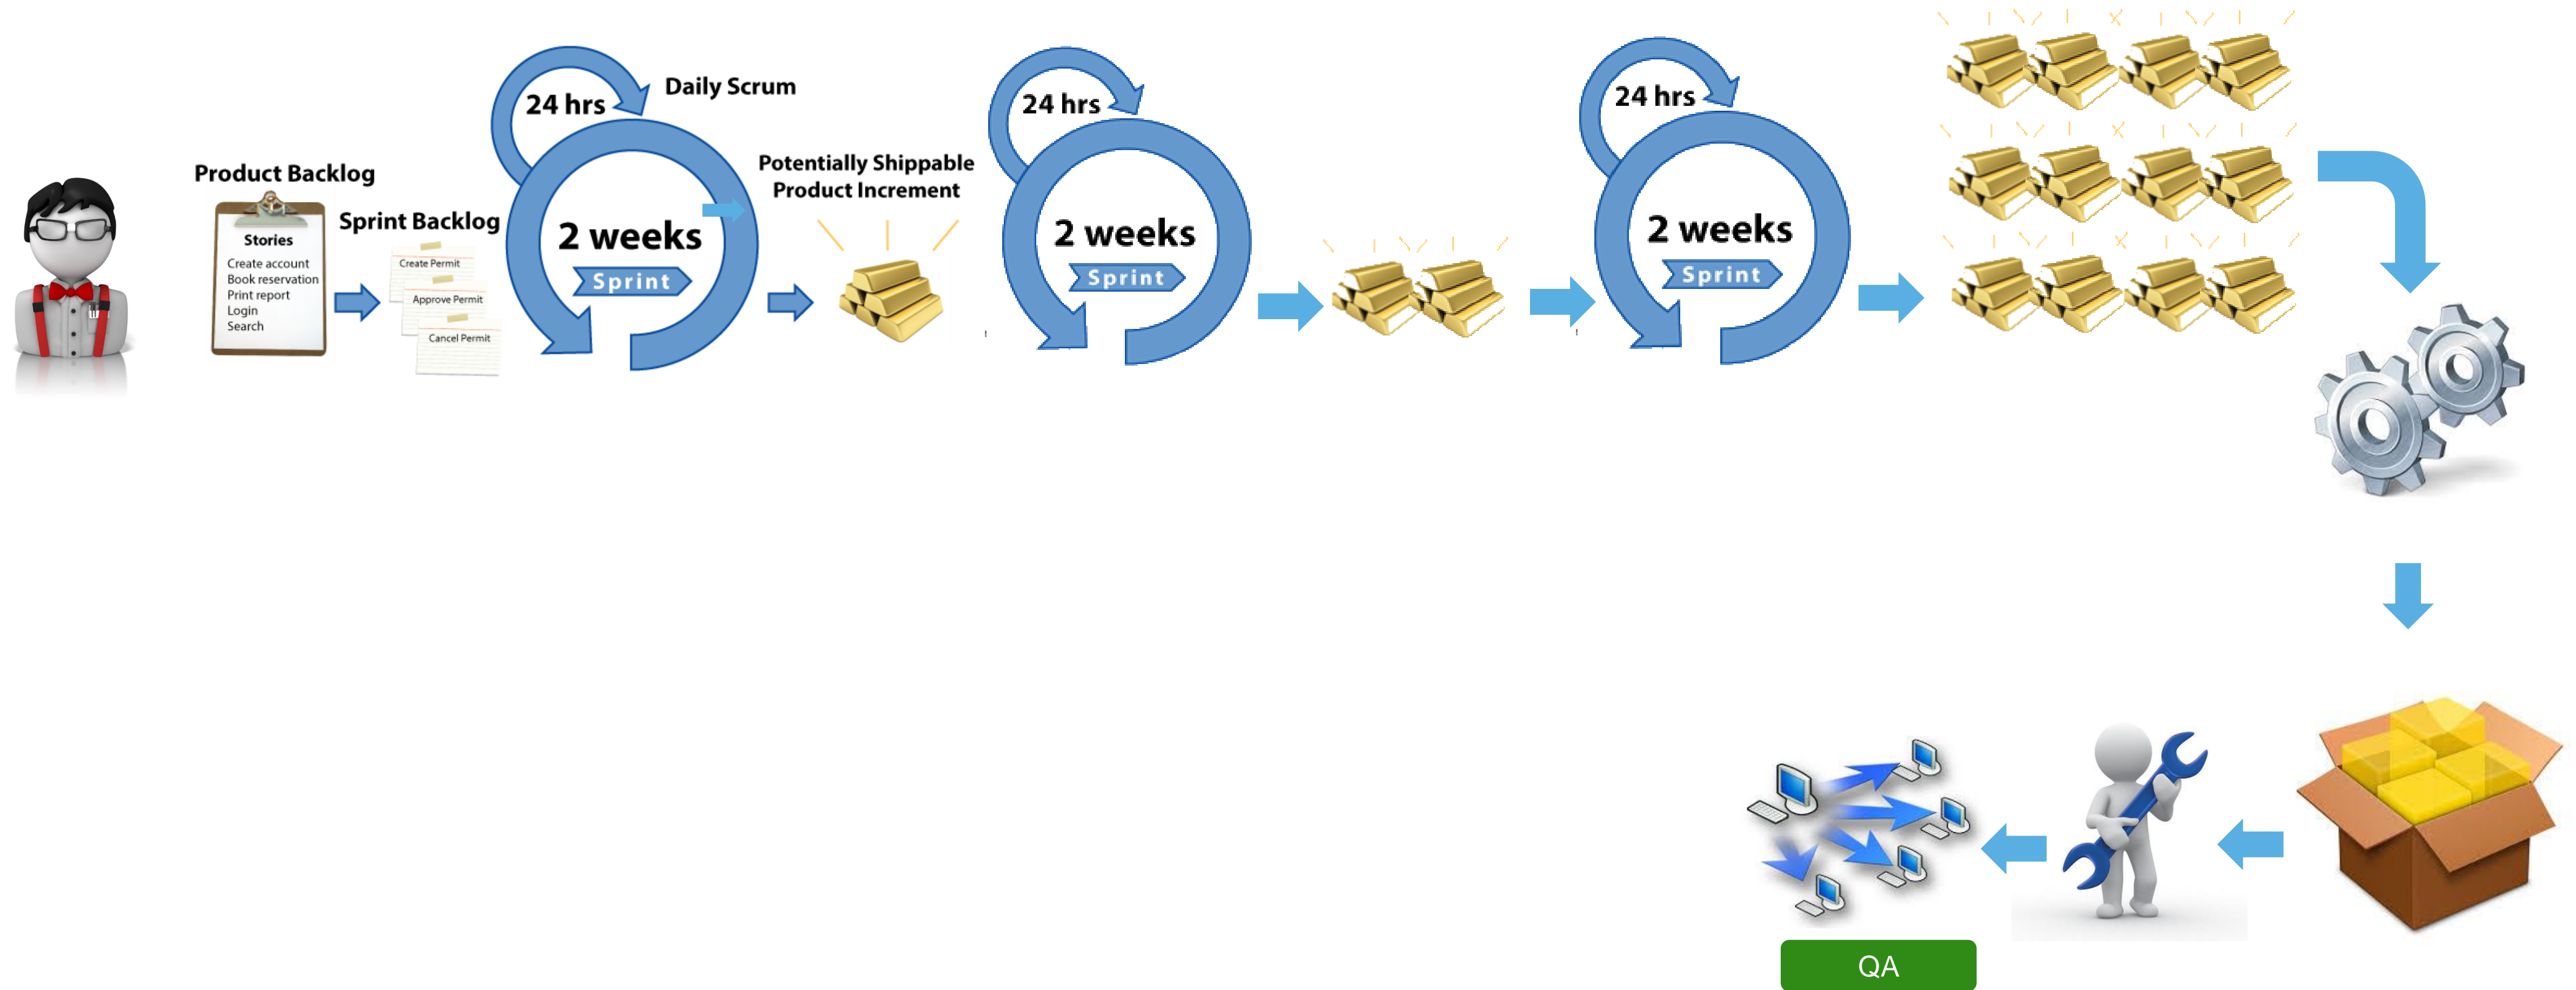 Product Backlog
Stories
Create account
Book reservation
Print report
Login
Search
Sprint Backlog
Create Permit
Approve Permit
Cancel Permit
24 hrs
Daily Scrum
2 weeks
Sprint
Potentially Shippable
Product Increment
24 hrs
2 weeks
Sprint
24 hrs
2 weeks
Sprint
QA